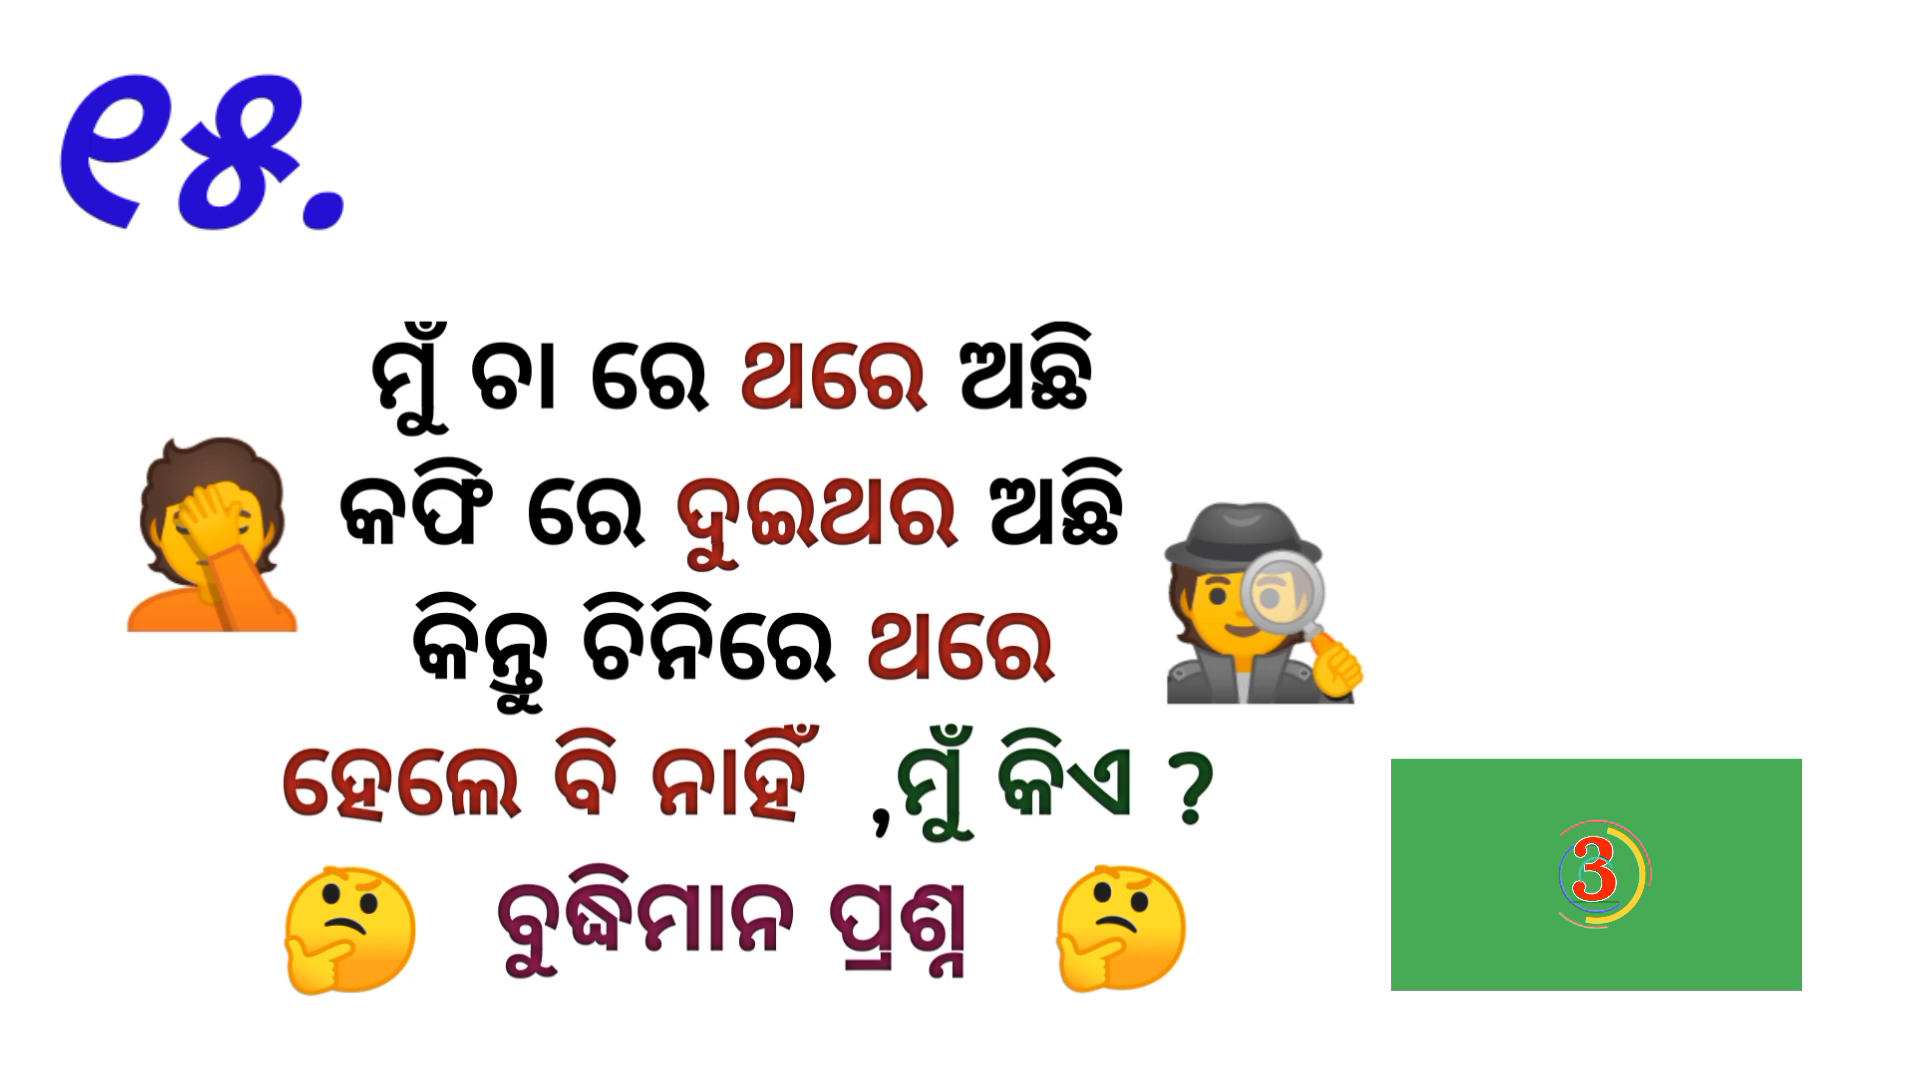 ୧୫.
ମୁଁ ଚା ରେ ଥରେ ଅଛି
କଫି ରେ ଦୁଇଥର ଅଛି
କିନ୍ତୁ ଚିନିରେ ଥରେ
ହେଲେ ବି ନାହିଁ ,ମୁଁ କିଏ ?
ବୁଦ୍ଧିମାନ ପ୍ରଶ୍ନ
3